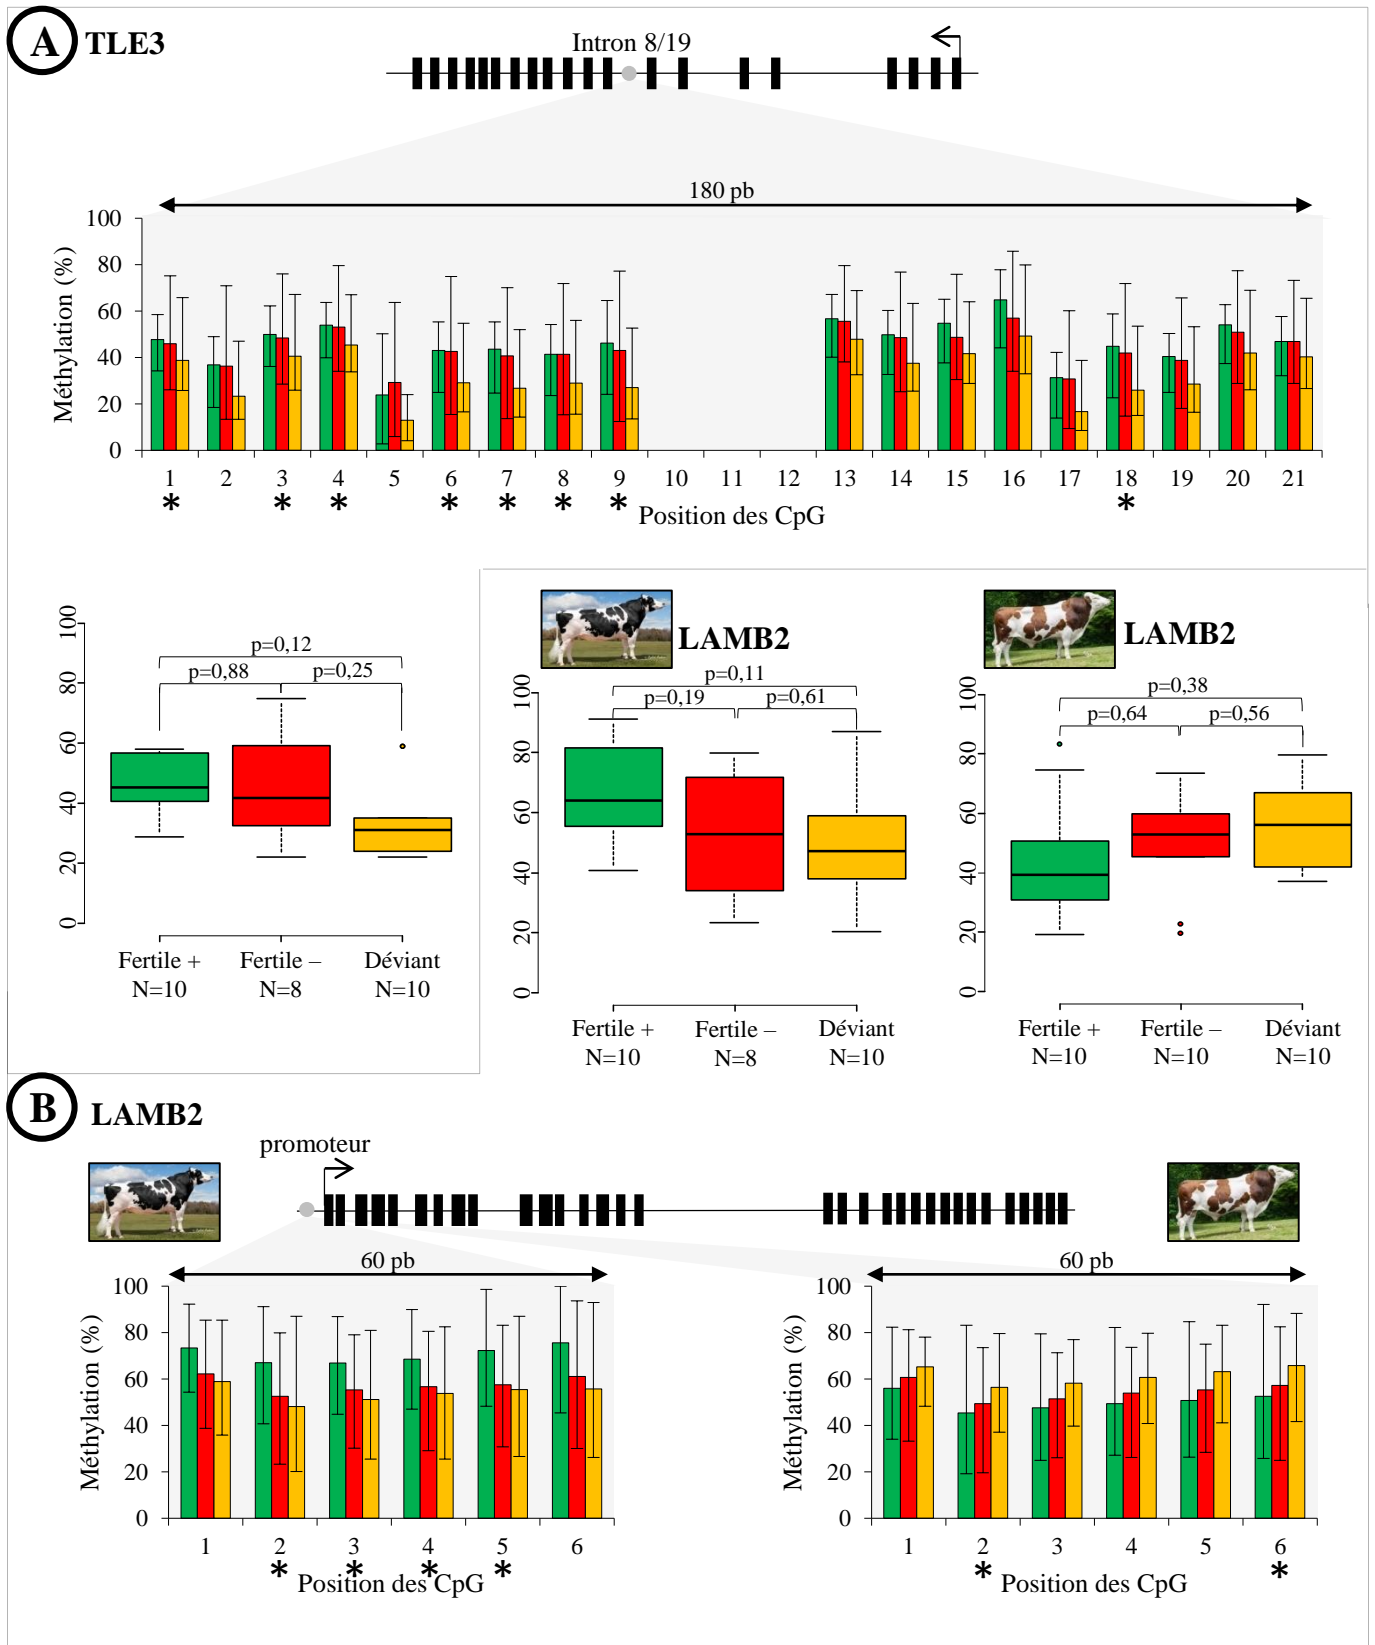 A TLE3
Intron 8/19
180 pb
Méthylation (%)
100
80
60
40
20
0
1 2 3 4 5 6 7 8 9 10 11 12 13 14 15 16 17 18 19 20 21
* * * * * * * *
Position des CpG
100
80
60
40
20
0
p=0,12
p=0,88 p=0,25
Fertile + Fertile – Déviant
N=10 N=8 N=10
LAMB2
100
80
60
40
20
0
p=0,11
p=0,19 p=0,61
Fertile + Fertile – Déviant
N=10 N=8 N=10
LAMB2
100
80
60
40
20
0
p=0,38
p=0,64 p=0,56
Fertile + Fertile – Déviant
N=10 N=10 N=10
B LAMB2
promoteur
60 pb
Méthylation (%)
100
80
60
40
20
0
1 2 3 4 5 6
* * * *
Position des CpG
60 pb
Méthylation (%)
100
80
60
40
20
0
1 2 3 4 5 6
* *
Position des CpG